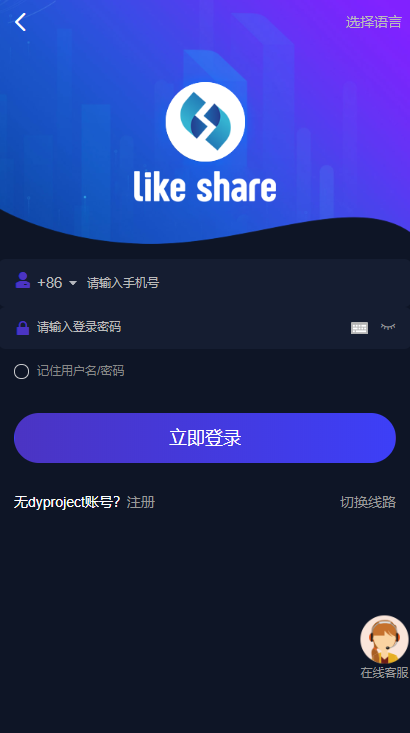 选择语言
like share
+86 请输入手机号
请输入登录密码
记住用户名/密码
立即登录
无dyproject账号? 注册 切换线路
在线客服